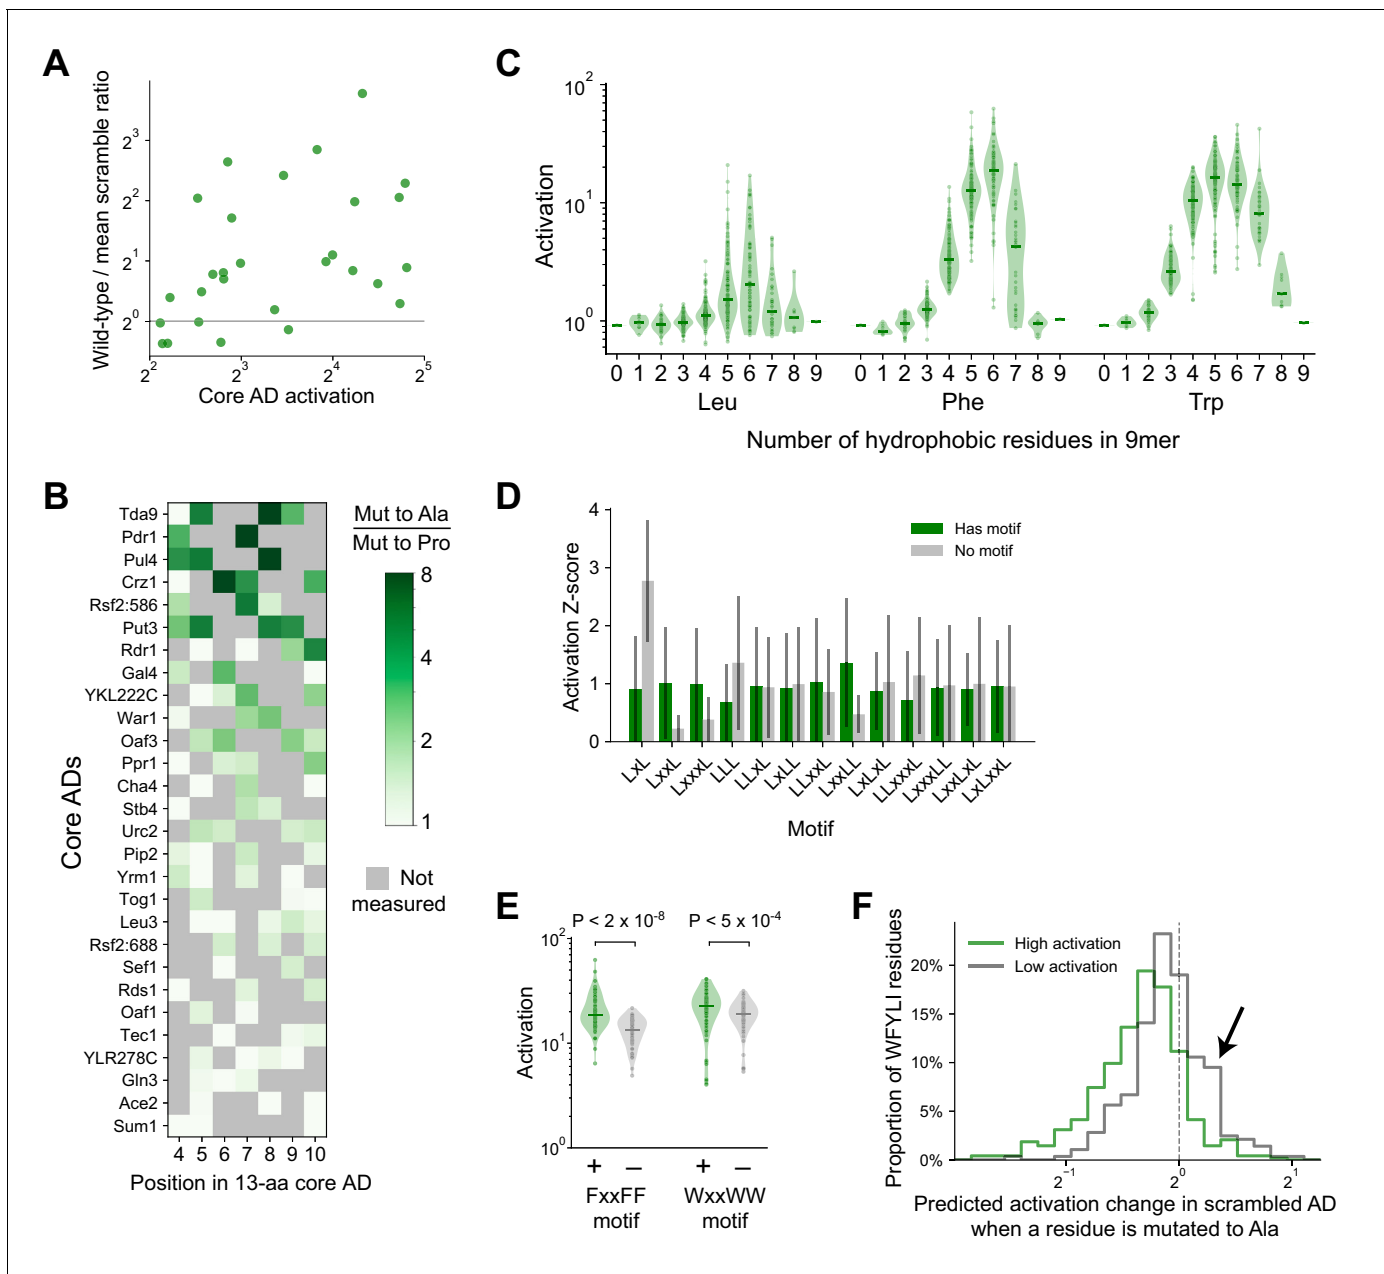 A
Wild-type / mean scramble ratio
2^3
2^2
2^1
2^0
2^2 2^3 2^4 2^5
Core AD activation
C
Activation
10^2
10^1
10^0
0 1 2 3 4 5 6 7 8 9 0 1 2 3 4 5 6 7 8 9 0 1 2 3 4 5 6 7 8 9
Leu Phe Trp
Number of hydrophobic residues in 9mer
B
Core ADs
Tda9
Pdr1
Pul4
Crz1
Rsf2:586
Put3
Rdr1
Gal4
YKL222C
War1
Oaf3
Ppr1
Cha4
Stb4
Urc2
Pip2
Yrm1
Tog1
Leu3
Rsf2:688
Sef1
Rds1
Oaf1
Tec1
YLR278C
Gln3
Ace2
Sum1
4 5 6 7 8 9 10
Position in 13-aa core AD
Mut to Ala
Mut to Pro
8
4
2
1
Not
measured
D
Activation Z-score
4
3
2
1
0
Has motif
No motif
LxL LxxL LxxxL LLL LLxL LxLL LLxxL LxxLL LxLxL LLxxxL LxxxLL LxxLxL LxLxxL
Motif
E
P < 2 x 10^-8 P < 5 x 10^-4
Activation
10^2
10^1
10^0
+ − + −
FxxFF WxxWW
motif motif
F
Proportion of WFYLI residues
High activation
Low activation
20%
15%
10%
5%
0%
2^-1 2^0 2^1
Predicted activation change in scrambled AD
when a residue is mutated to Ala